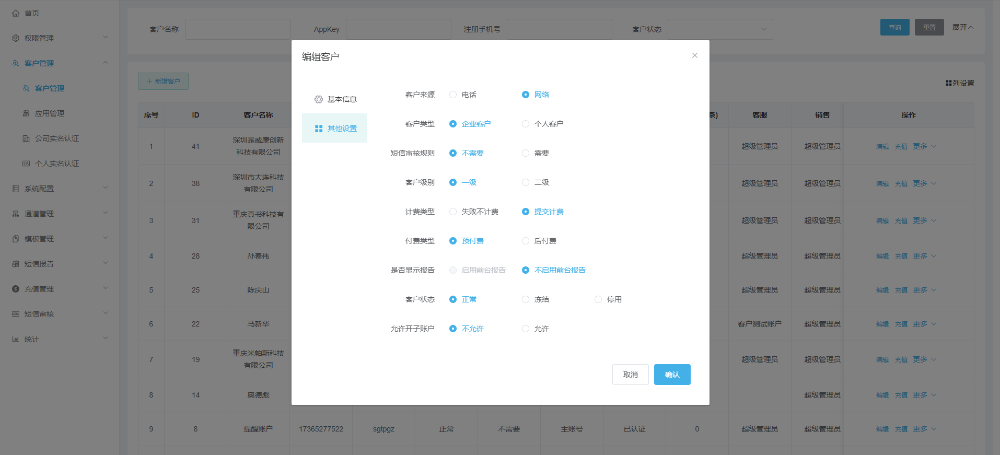 首页
权限管理
客户管理
客户管理
应用管理
公司实名认证
个人实名认证
系统配置
通道管理
模板管理
短信报告
充值管理
短信审核
统计
客户名称
AppKey
注册手机号
客户状态
查询
重置
展开
新增客户
列设置
序号 ID 客户名称 条) 客服 销售 操作
1 41 深圳是威廉创新科技有限公司 超级管理员 超级管理员 编辑 充值 更多
2 38 深圳市大连科技有限公司 超级管理员 超级管理员 编辑 充值 更多
3 31 重庆真书科技有限公司 超级管理员 超级管理员 编辑 充值 更多
4 28 孙春伟 超级管理员 超级管理员 编辑 充值 更多
5 25 陈庆山 超级管理员 超级管理员 编辑 充值 更多
6 22 马新华 客户测试账户 超级管理员 编辑 充值 更多
7 19 重庆米帕斯科技有限公司 超级管理员 超级管理员 编辑 充值 更多
8 14 奥德彪 超级管理员 编辑 充值 更多
9 8 提醒账户 17365277522 sgtpgz 正常 不需要 主账号 已认证 0 超级管理员 超级管理员 编辑 充值 更多
编辑客户
基本信息
其他设置
客户来源 电话 网络
客户类型 企业客户 个人客户
短信审核规则 不需要 需要
客户级别 一级 二级
计费类型 失败不计费 提交计费
付费类型 预付费 后付费
是否显示报告 启用前台报告 不启用前台报告
客户状态 正常 冻结 停用
允许开子账户 不允许 允许
取消
确认